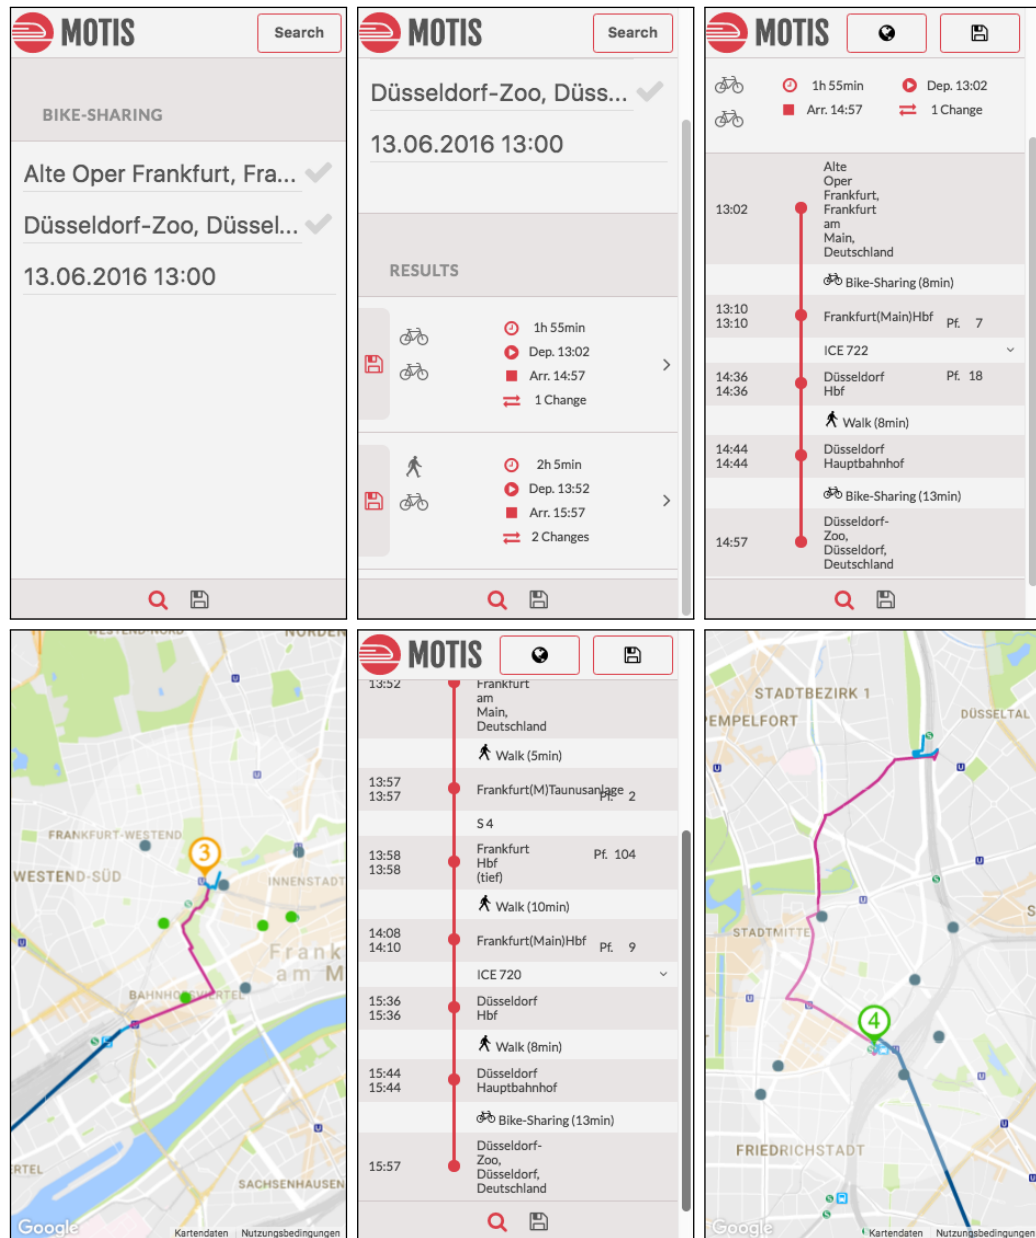 MOTIS
Search
BIKE-SHARING
Alte Oper Frankfurt, Fra...
Düsseldorf-Zoo, Düssel...
13.06.2016 13:00
MOTIS
Search
Düsseldorf-Zoo, Düss...
13.06.2016 13:00
RESULTS
1h 55min
Dep. 13:02
Arr. 14:57
1 Change
2h 5min
Dep. 13:52
Arr. 15:57
2 Changes
MOTIS
1h 55min
Dep. 13:02
Arr. 14:57
1 Change
13:02
Alte
Oper
Frankfurt,
Frankfurt
am
Main,
Deutschland
Bike-Sharing (8min)
13:10
13:10
Frankfurt(Main)Hbf
Pf. 7
ICE 722
14:36
14:36
Düsseldorf
Hbf
Pf. 18
Walk (8min)
14:44
14:44
Düsseldorf
Hauptbahnhof
Bike-Sharing (13min)
14:57
Düsseldorf-
Zoo,
Düsseldorf,
Deutschland
WESTEND-NORD
NORDEN
FRANKFURT-WESTEND
3
WESTEND-SÜD
INNENSTADT
Frank
am M
BAHNHOFSVIERTEL
RTEL
SACHSENHAUSEN
Google
Kartendaten
Nutzungsbedingungen
MOTIS
13:52
Frankfurt
am
Main,
Deutschland
Walk (5min)
13:57
13:57
Frankfurt(M)Taunusanlage
Pf. 2
S 4
13:58
13:58
Frankfurt
Hbf
(tief)
Pf. 104
Walk (10min)
14:08
14:10
Frankfurt(Main)Hbf
Pf. 9
ICE 720
15:36
15:36
Düsseldorf
Hbf
Walk (8min)
15:44
15:44
Düsseldorf
Hauptbahnhof
Bike-Sharing (13min)
15:57
Düsseldorf-
Zoo,
Düsseldorf,
Deutschland
STADTBEZIRK 1
EMPELFORT
DÜSSELTAL
STADTMITTE
4
FRIEDRICHSTADT
Google
Kartendaten
Nutzungsbedingungen